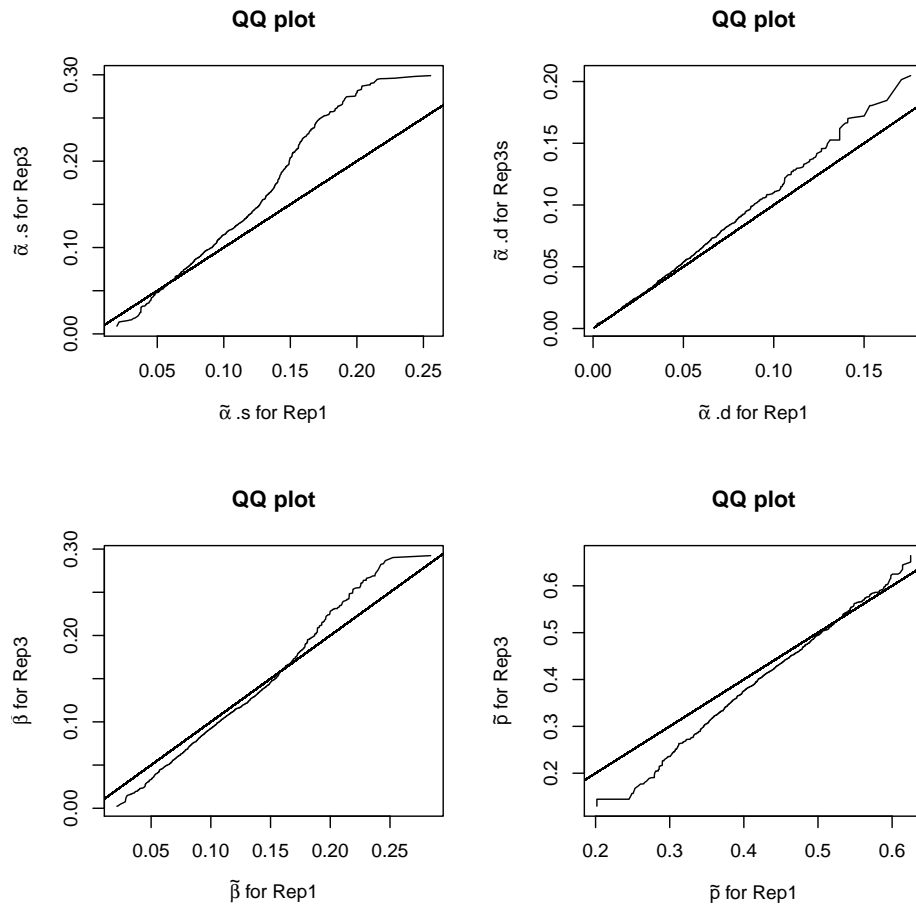 QQ plot
α̃ .s for Rep3
0.00 0.10 0.20 0.30
0.05 0.10 0.15 0.20 0.25
α̃ .s for Rep1
QQ plot
α̃ .d for Rep3s
0.00 0.05 0.10 0.15 0.20
0.00 0.05 0.10 0.15
α̃ .d for Rep1
QQ plot
β̃ for Rep3
0.00 0.10 0.20 0.30
0.05 0.10 0.15 0.20 0.25
β̃ for Rep1
QQ plot
p̃ for Rep3
0.2 0.3 0.4 0.5 0.6
0.2 0.3 0.4 0.5 0.6
p̃ for Rep1